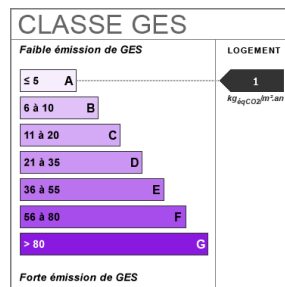 CLASSE GES
Faible émission de GES
LOGEMENT
≤ 5 A
1
kgéqCO2/m².an
6 à 10 B
11 à 20 C
21 à 35 D
36 à 55 E
56 à 80 F
> 80 G
Forte émission de GES